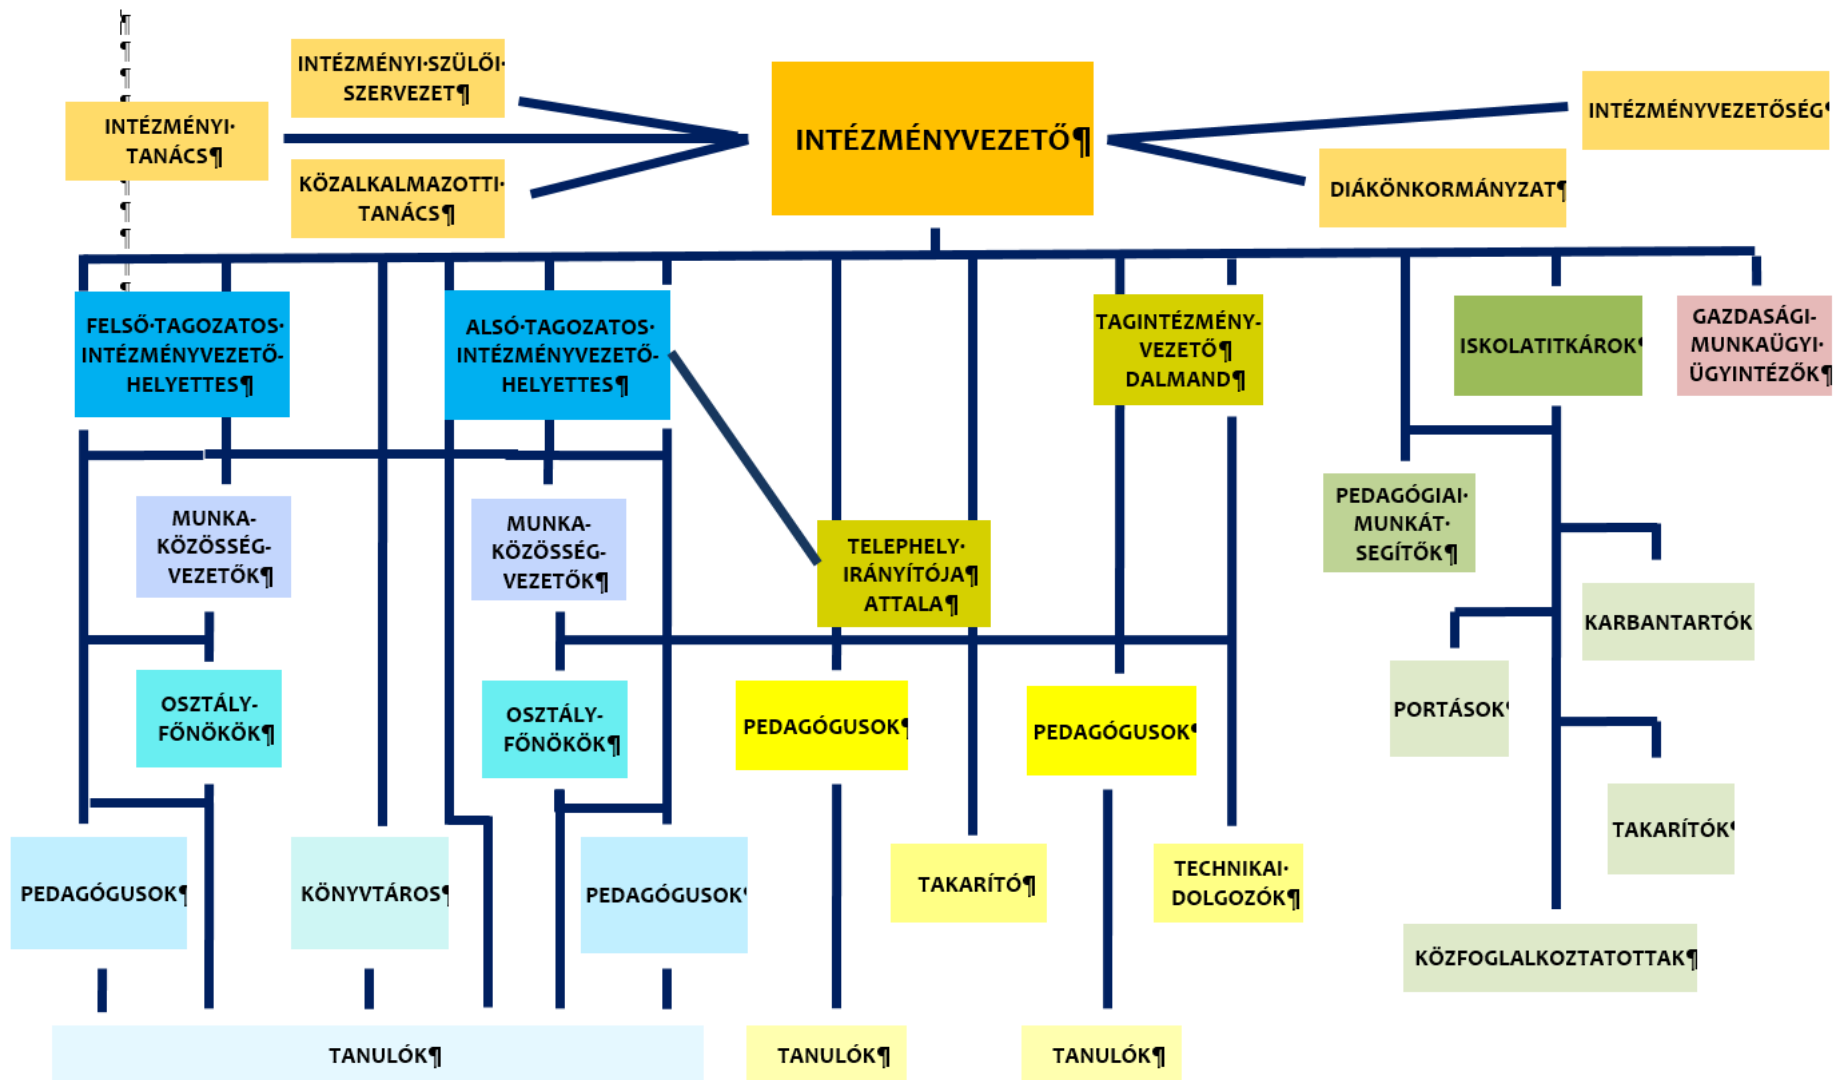 INTÉZMÉNYI·SZÜLŐI·
SZERVEZET¶
INTÉZMÉNYI·
TANÁCS¶
KÖZALKALMAZOTTI·
TANÁCS¶
INTÉZMÉNYVEZETŐ¶
INTÉZMÉNYVEZETŐSÉG¶
DIÁKÖNKORMÁNYZAT¶
FELSŐ·TAGOZATOS·
INTÉZMÉNYVEZETŐ-
HELYETTES¶
ALSÓ·TAGOZATOS·
INTÉZMÉNYVEZETŐ-
HELYETTES¶
TAGINTÉZMÉNY-
VEZETŐ¶
DALMAND¶
ISKOLATITKÁROK¶
GAZDASÁGI-
MUNKAÜGYI·
ÜGYINTÉZŐK¶
MUNKA-
KÖZÖSSÉG-
VEZETŐK¶
MUNKA-
KÖZÖSSÉG-
VEZETŐK¶
TELEPHELY·
IRÁNYÍTÓJA¶
ATTALA¶
PEDAGÓGIAI·
MUNKÁT·
SEGÍTŐK¶
KARBANTARTÓK
OSZTÁLY-
FŐNÖKÖK¶
OSZTÁLY-
FŐNÖKÖK¶
PEDAGÓGUSOK¶
PEDAGÓGUSOK¶
PORTÁSOK¶
TAKARÍTÓK¶
PEDAGÓGUSOK¶
KÖNYVTÁROS¶
PEDAGÓGUSOK¶
TAKARÍTÓ¶
TECHNIKAI·
DOLGOZÓK¶
KÖZFOGLALKOZTATOTTAK¶
TANULÓK¶
TANULÓK¶
TANULÓK¶